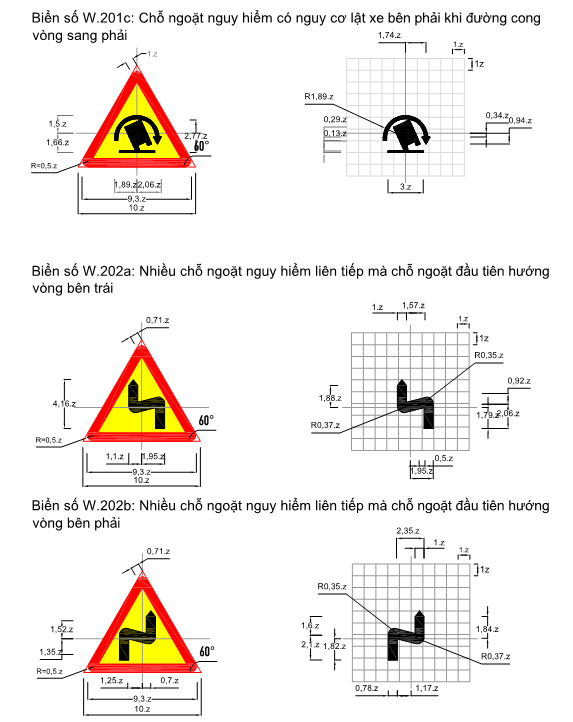 Biển số W.201c: Chỗ ngoặt nguy hiểm có nguy cơ lật xe bên phải khi đường cong
vòng sang phải
1.z
1,5.z
1,66.z
2,77.z
60°
R=0,5.z
1,89.z 2,06.z
9,3.z
10.z
1,74.z
1.z
1z
R1,89.z
0,29.z
0,13.z
0,34.z
0,94.z
3.z
Biển số W.202a: Nhiều chỗ ngoặt nguy hiểm liên tiếp mà chỗ ngoặt đầu tiên hướng
vòng bên trái
0,71.z
4,16.z
60°
R=0,5.z
1,1.z 1,95.z
9,3.z
10.z
1.z 1,57.z
1.z
1z
R0,35.z
0,92.z
1,88.z
1,79.z
2,06.z
R0,37.z
0,5.z
1,95.z
Biển số W.202b: Nhiều chỗ ngoặt nguy hiểm liên tiếp mà chỗ ngoặt đầu tiên hướng
vòng bên phải
0,71.z
1,52.z
1,35.z
60°
R=0,5.z
1,25.z 0,7.z
9,3.z
10.z
2,35.z
1.z
1.z
1z
R0,35.z
1,6.z
2,1.z
1,82.z
1,84.z
R0,37.z
0,78.z 1,17.z